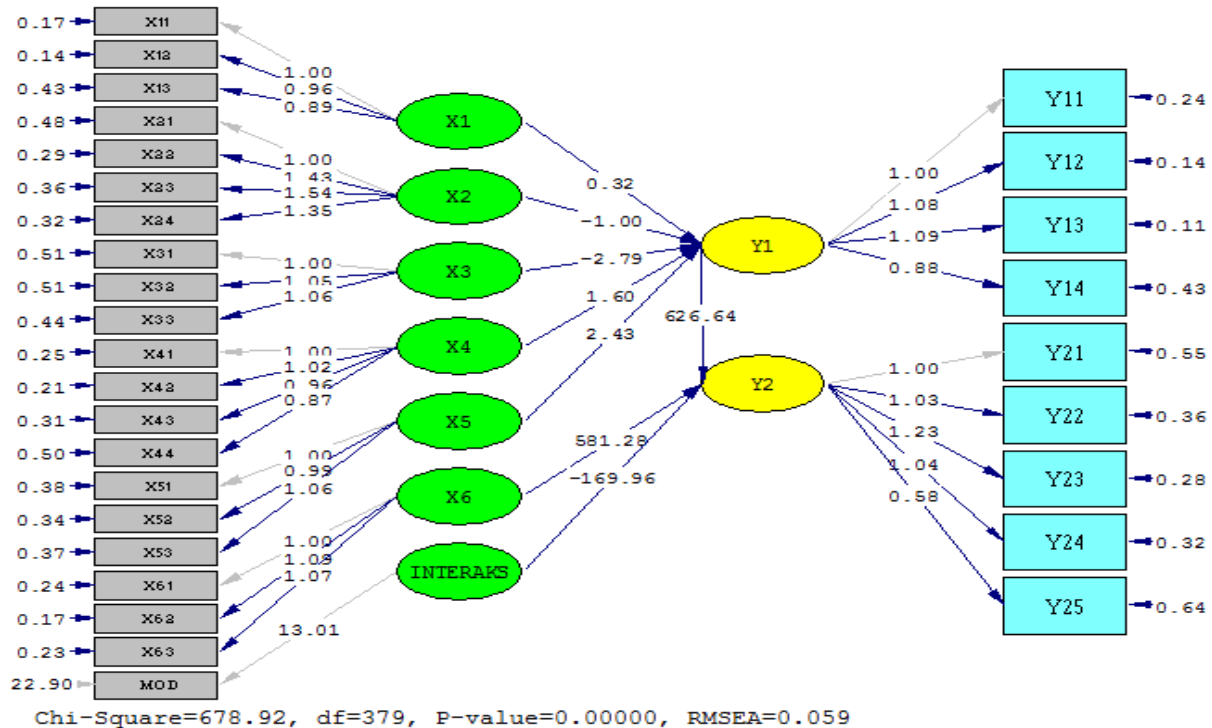 0.17 X11
0.14 X12
0.43 X13
0.48 X21
0.29 X22
0.36 X23
0.32 X24
0.51 X31
0.51 X32
0.44 X33
0.25 X41
0.21 X42
0.31 X43
0.50 X44
0.38 X51
0.34 X52
0.37 X53
0.24 X61
0.17 X62
0.23 X63
22.90 MOD
1.00
0.96
0.89
1.00
1.43
1.54
1.35
1.00
1.05
1.06
1.00
1.02
0.96
0.87
1.00
0.99
1.06
1.00
1.09
1.07
13.01
X1
X2
X3
X4
X5
X6
INTERAKS
0.32
-1.00
-2.79
1.60
2.43
626.64
581.28
-169.96
Y1
Y2
1.00
1.08
1.09
0.88
1.00
1.03
1.23
1.04
0.58
Y11 0.24
Y12 0.14
Y13 0.11
Y14 0.43
Y21 0.55
Y22 0.36
Y23 0.28
Y24 0.32
Y25 0.64
Chi-Square=678.92, df=379, P-value=0.00000, RMSEA=0.059